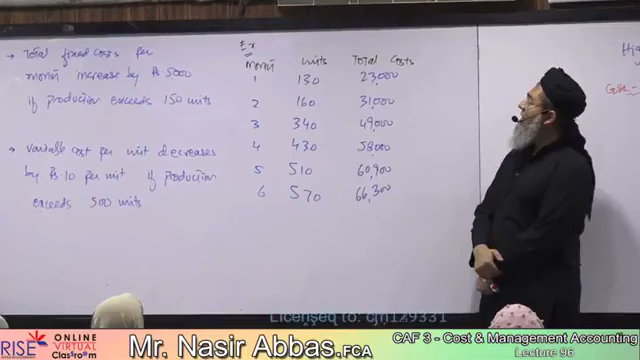 → Total fixed costs per
month increase by Rs 5000
if production exceeds 150 units
→ Variable cost per unit decreases
by Rs.10 per unit if production
exceeds 500 units
Ex
Month units Total Costs
1 130 23,000
2 160 31,000
3 340 49,000
4 430 58,000
5 510 60,900
6 570 66,300
Licensed to: cfh129331
RISE ONLINE VIRTUAL Classroom
Mr. Nasir Abbas.FCA
CAF 3 - Cost & Management Accounting
Lecture 96